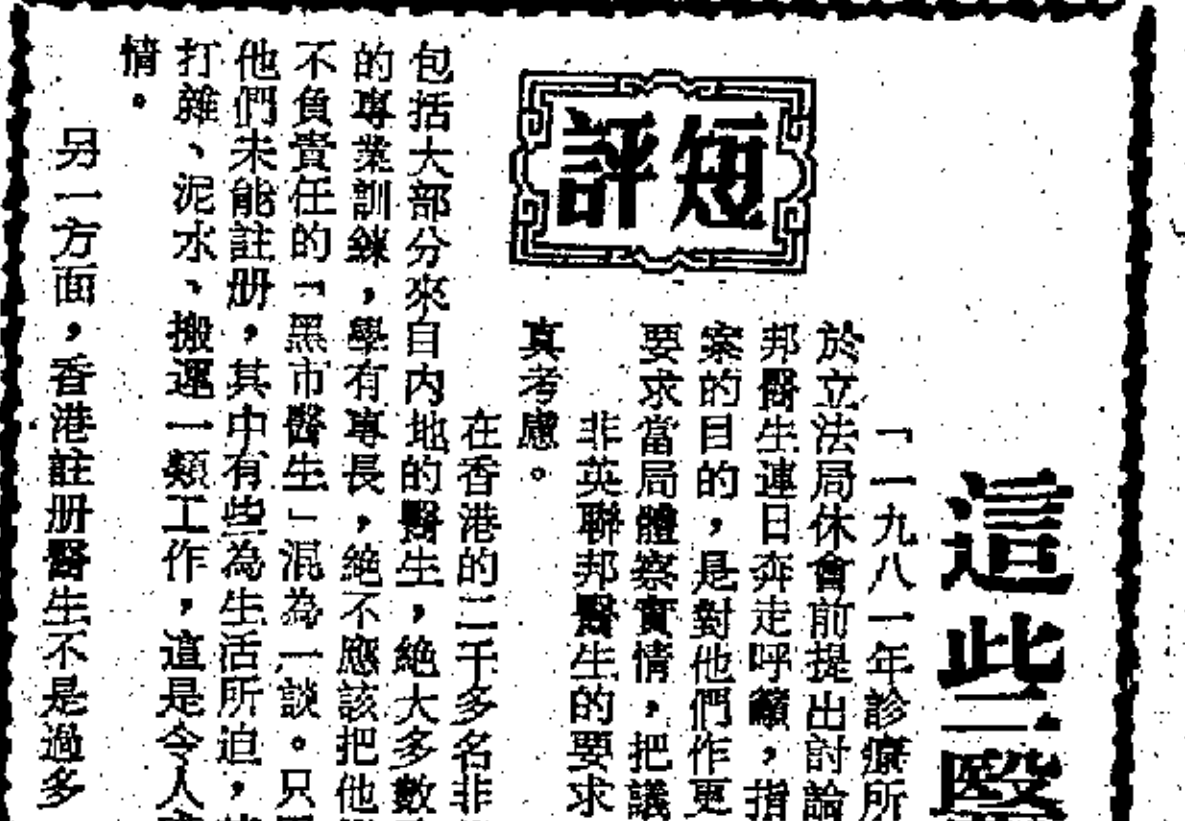 這些醫
短評
「一九八一年診療所
於立法局休會前提出討論
邦醫生連日奔走呼籲，指
案的目的，是對他們作更
要求當局體察實情，把議
非英聯邦醫生的要求
真考慮。
在香港的二千多名非
包括大部分來自內地的醫生，絕大多數
的專業訓練，學有專長，絕不應該把他
不負責任的「黑市醫生」混為一談。只
他們未能註册，其中有些為生活所迫，
打雜、泥水、搬運一類工作，這是令人
情。
另一方面，香港註册醫生不是過多